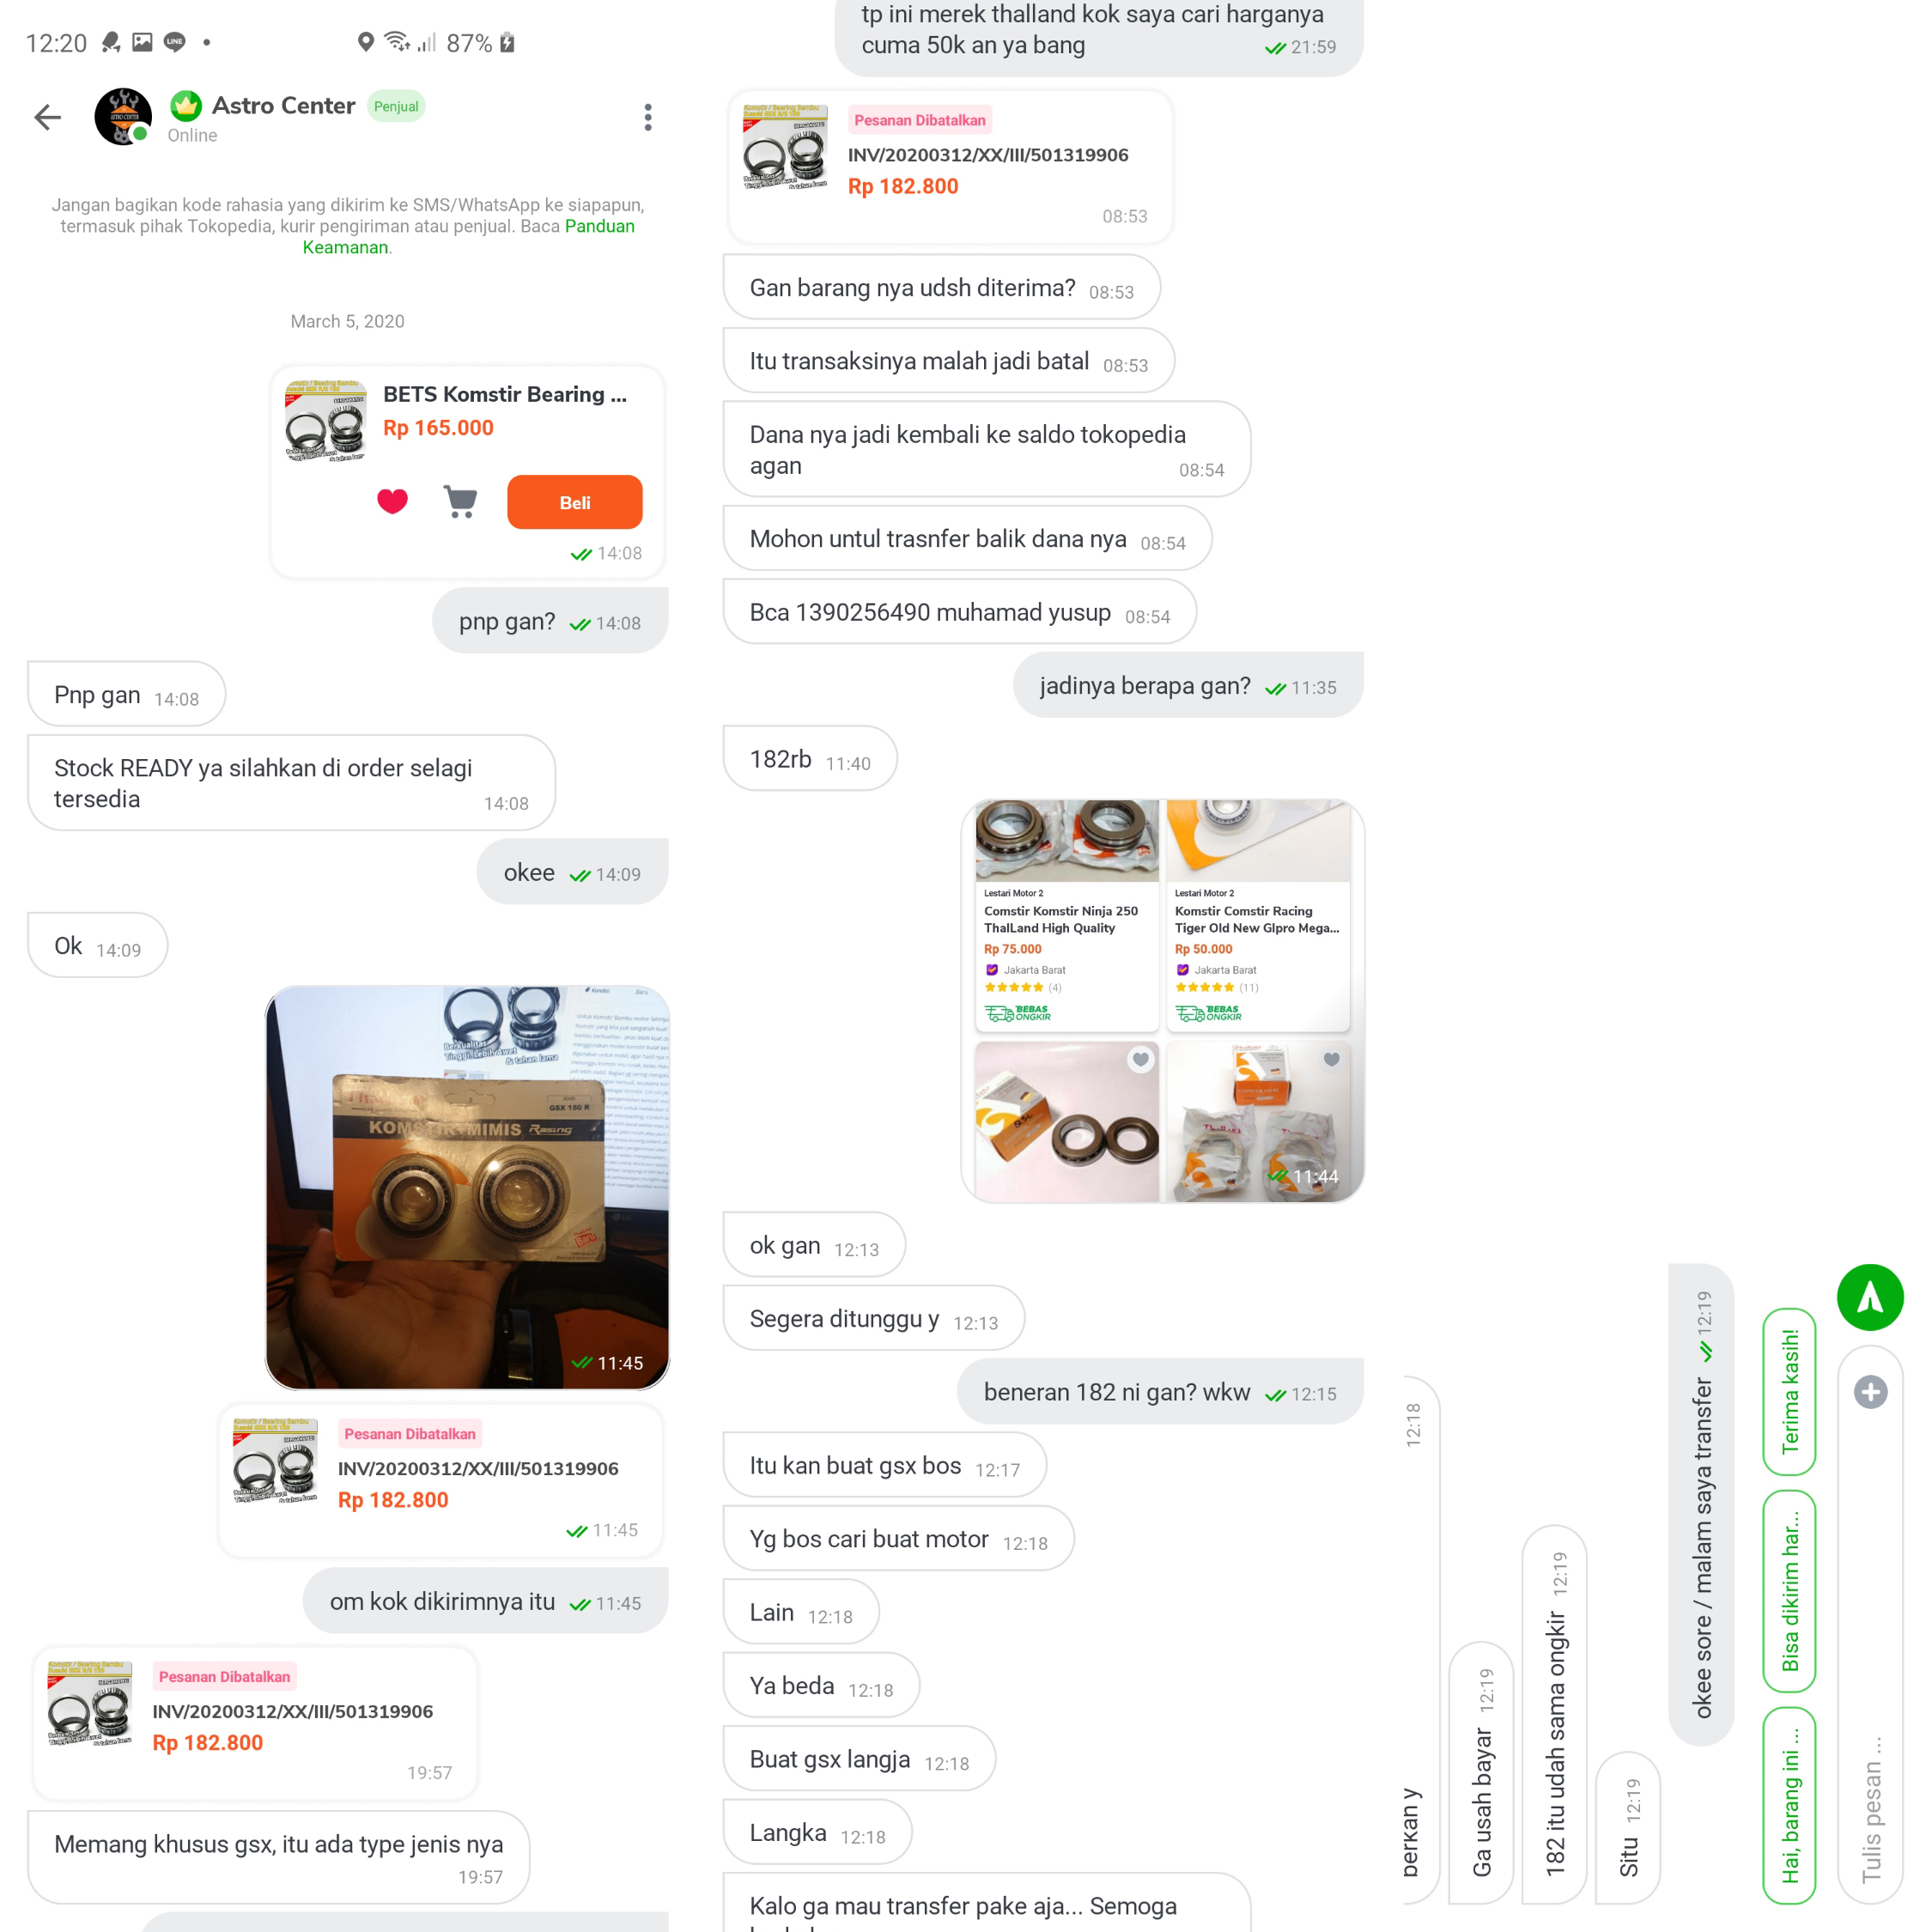 12:20
LINE
87%
Astro Center
Penjual
Online
Jangan bagikan kode rahasia yang dikirim ke SMS/WhatsApp ke siapapun,
termasuk pihak Tokopedia, kurir pengiriman atau penjual. Baca Panduan
Keamanan.
March 5, 2020
BETS Komstir Bearing ...
Rp 165.000
Beli
14:08
pnp gan? 14:08
Pnp gan 14:08
Stock READY ya silahkan di order selagi
tersedia 14:08
okee 14:09
Ok 14:09
Berkualitas
Tinggi, Lebih Awet
& tahan lama
GSX 150 R
KOMSTIR MIMIS Rasing
Baru
11:45
Pesanan Dibatalkan
INV/20200312/XX/III/501319906
Rp 182.800
11:45
om kok dikirimnya itu 11:45
Pesanan Dibatalkan
INV/20200312/XX/III/501319906
Rp 182.800
19:57
Memang khusus gsx, itu ada type jenis nya
19:57
tp ini merek thalland kok saya cari harganya
cuma 50k an ya bang 21:59
Pesanan Dibatalkan
INV/20200312/XX/III/501319906
Rp 182.800
08:53
Gan barang nya udsh diterima? 08:53
Itu transaksinya malah jadi batal 08:53
Dana nya jadi kembali ke saldo tokopedia
agan 08:54
Mohon untul trasnfer balik dana nya 08:54
Bca 1390256490 muhamad yusup 08:54
jadinya berapa gan? 11:35
182rb 11:40
Lestari Motor 2
Comstir Komstir Ninja 250
ThalLand High Quality
Rp 75.000
Jakarta Barat
(4)
BEBAS
ONGKIR
Lestari Motor 2
Komstir Comstir Racing
Tiger Old New Glpro Mega...
Rp 50.000
Jakarta Barat
(11)
BEBAS
ONGKIR
11:44
ok gan 12:13
Segera ditunggu y 12:13
beneran 182 ni gan? wkw 12:15
Itu kan buat gsx bos 12:17
Yg bos cari buat motor 12:18
Lain 12:18
Ya beda 12:18
Buat gsx langja 12:18
Langka 12:18
Kalo ga mau transfer pake aja... Semoga
berkan y 12:18
Ga usah bayar 12:19
182 itu udah sama ongkir 12:19
Situ 12:19
okee sore / malam saya transfer 12:19
Hai, barang ini ...
Bisa dikirim har...
Terima kasih!
Tulis pesan ...